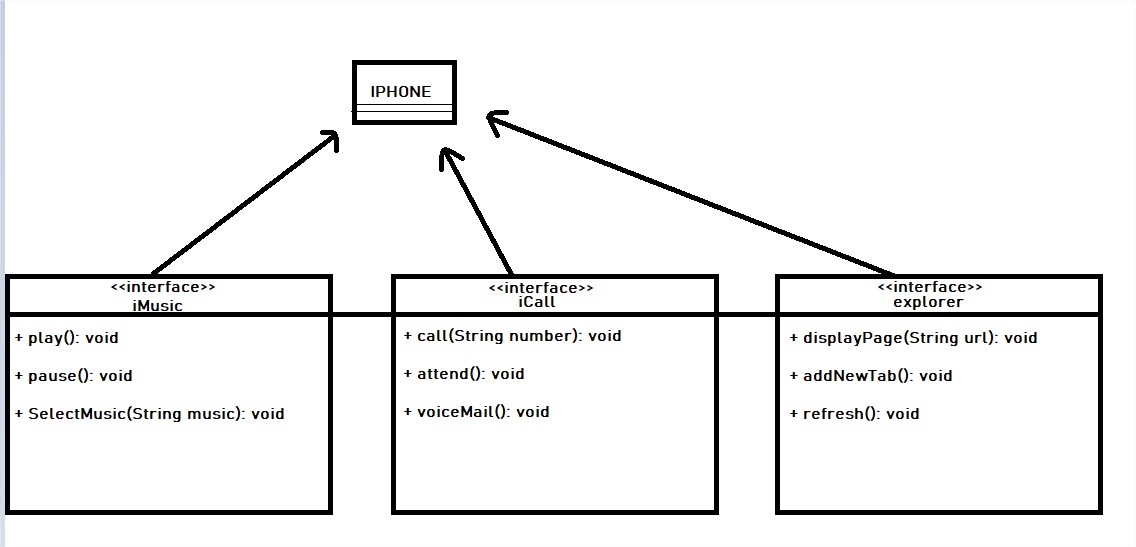 IPHONE
<<interface>>
iMusic
+ play(): void
+ pause(): void
+ SelectMusic(String music): void
<<interface>>
iCall
+ call(String number): void
+ attend(): void
+ voiceMail(): void
<<interface>>
explorer
+ displayPage(String url): void
+ addNewTab(): void
+ refresh(): void